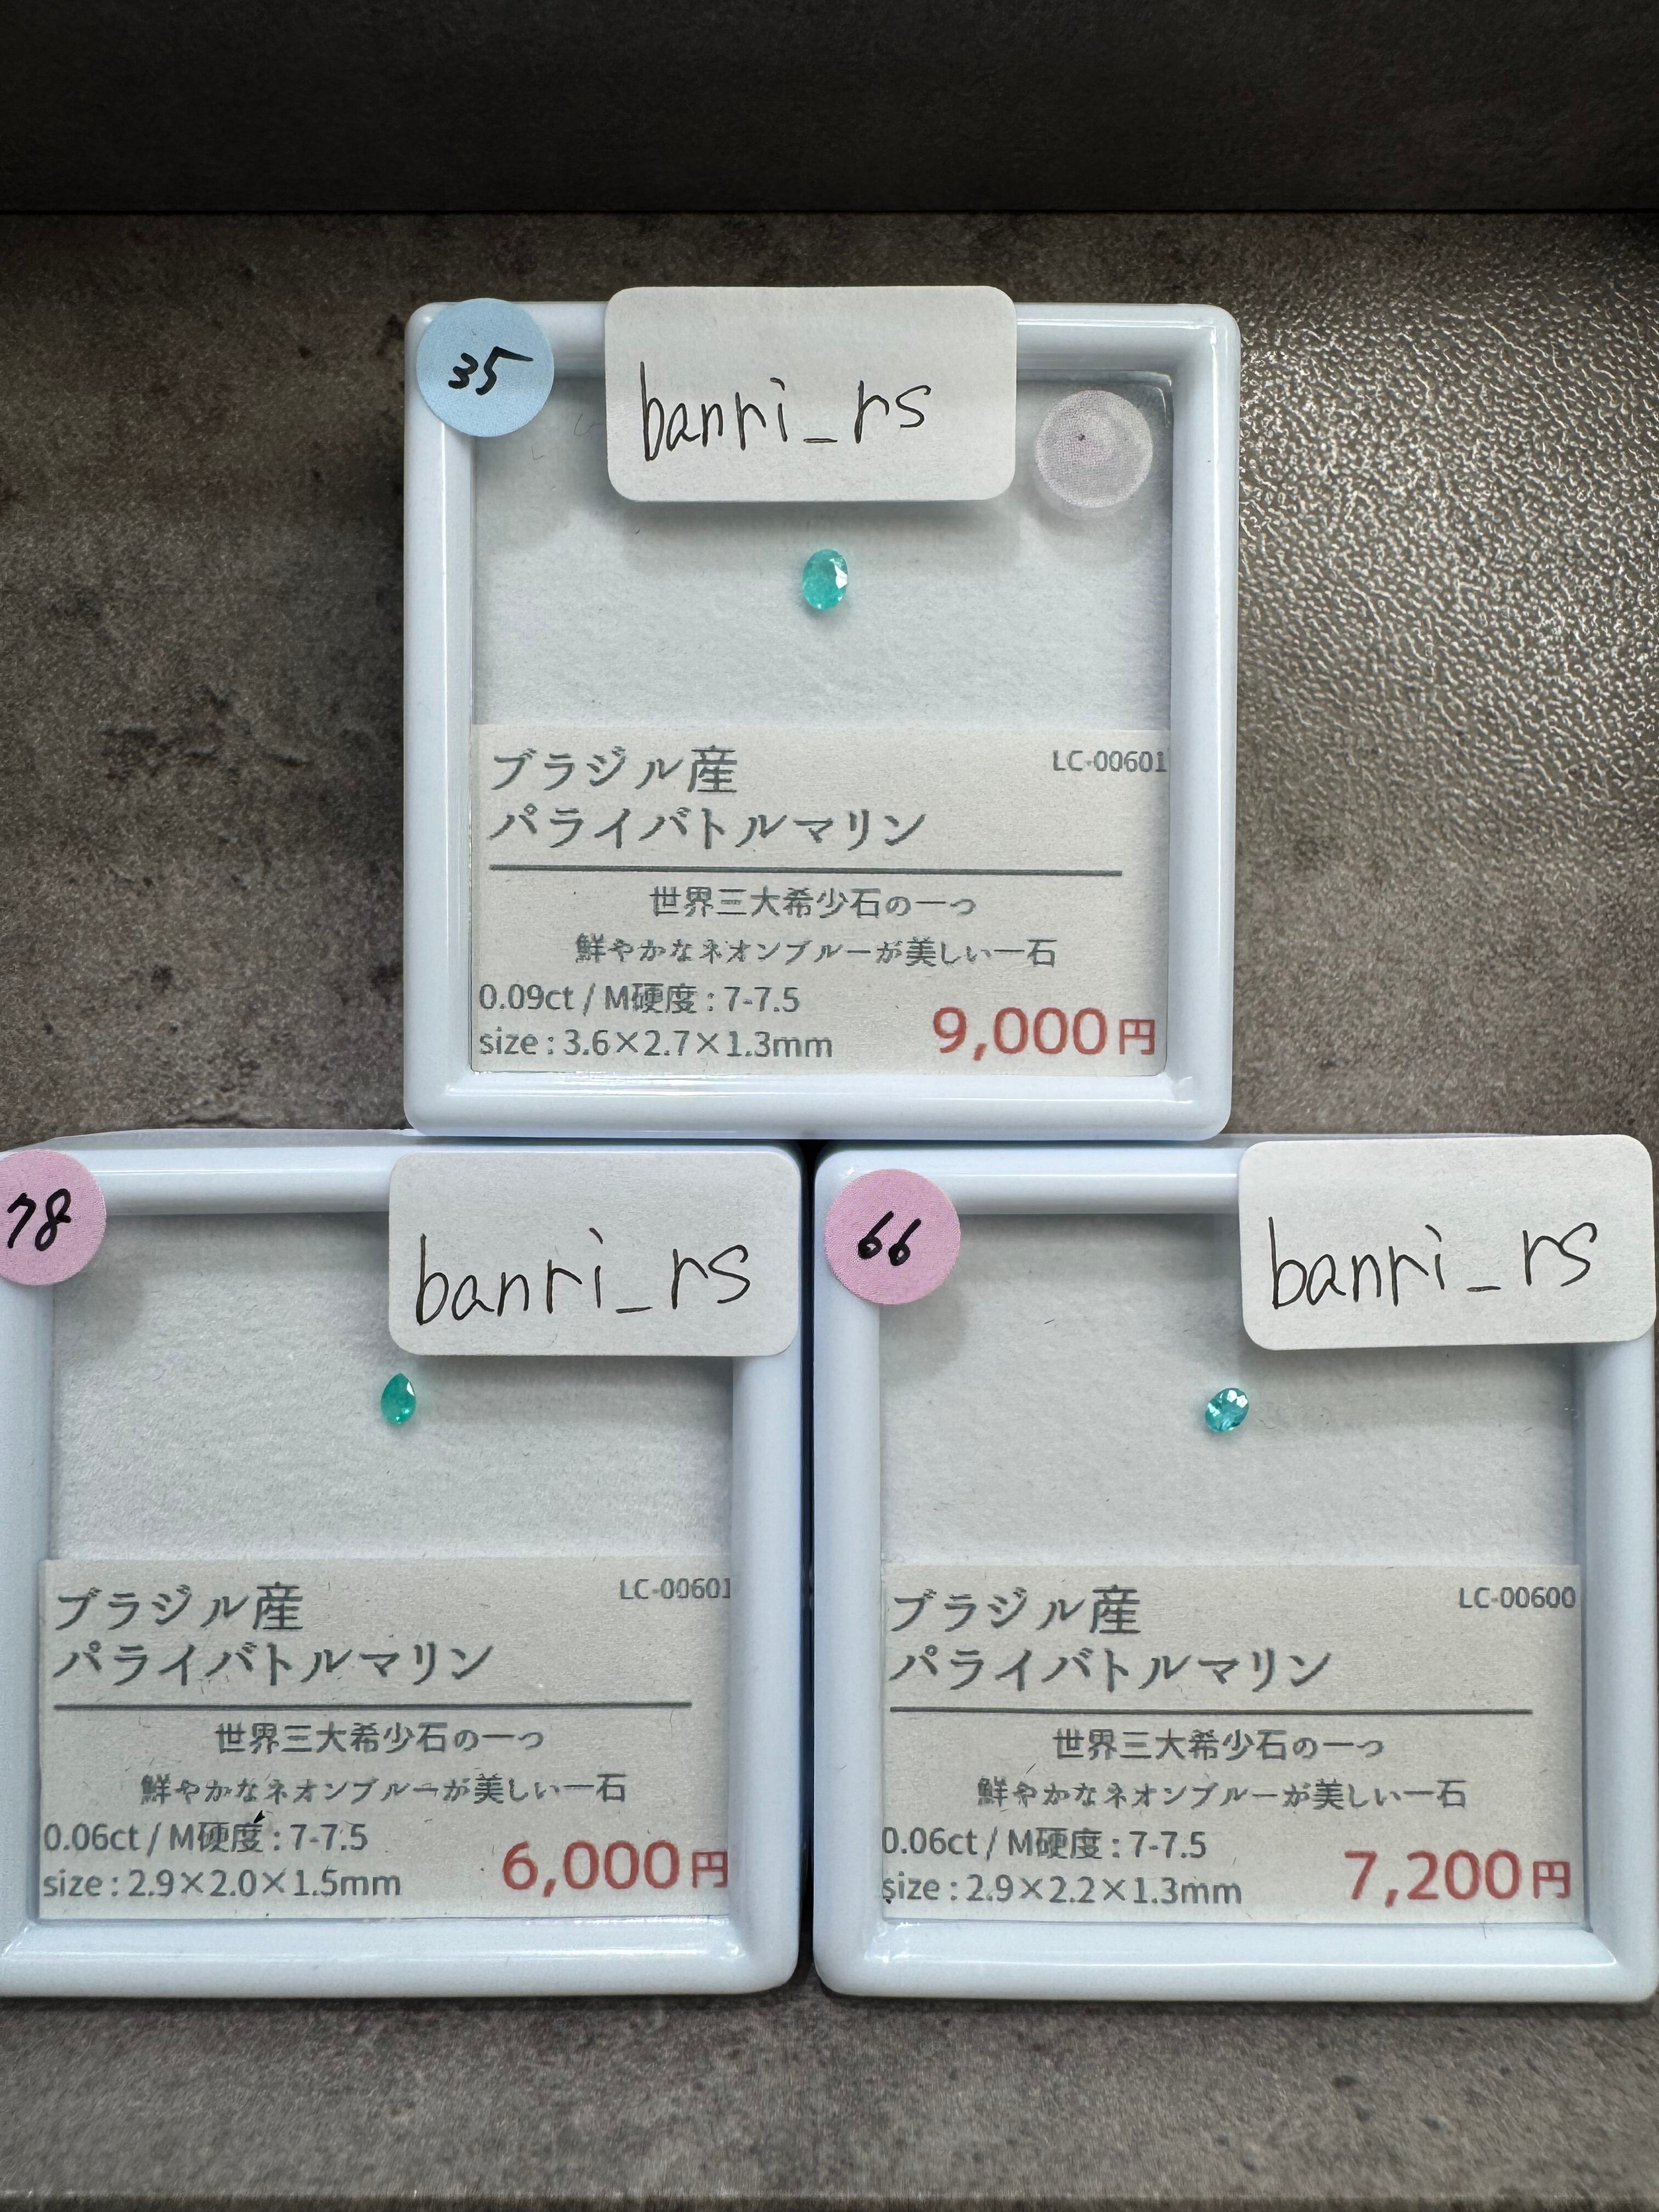 35
banri_rs
ブラジル産
LC-00601
パライバトルマリン
世界三大希少石の一つ
鮮やかなネオンブルーが美しい一石
0.09ct / M硬度 : 7-7.5
size : 3.6×2.7×1.3mm
9,000円
78
banri_rs
ブラジル産
LC-00601
パライバトルマリン
世界三大希少石の一つ
鮮やかなネオンブルーが美しい一石
0.06ct / M硬度 : 7-7.5
size : 2.9×2.0×1.5mm
6,000円
66
banri_rs
ブラジル産
LC-00600
パライバトルマリン
世界三大希少石の一つ
鮮やかなネオンブルーが美しい一石
0.06ct / M硬度 : 7-7.5
size : 2.9×2.2×1.3mm
7,200円